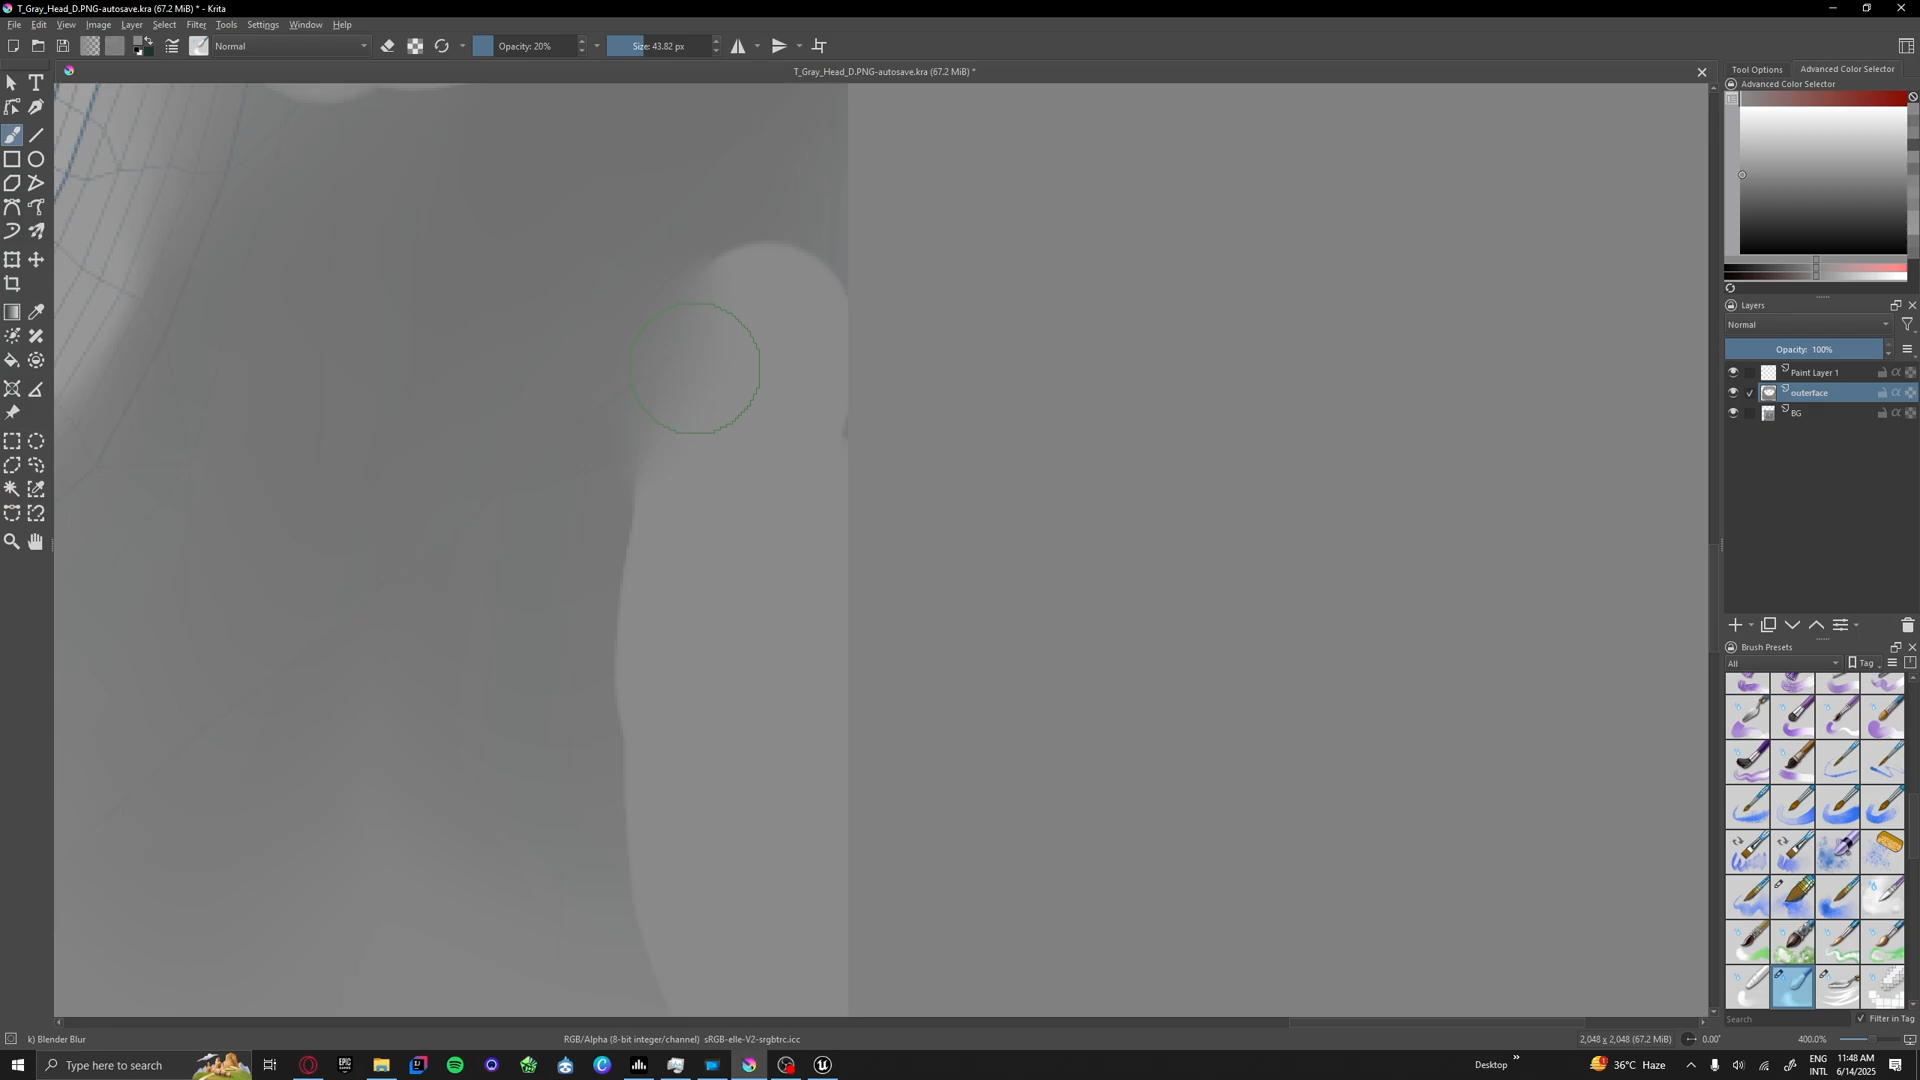 T_Gray_Head_D.PNG-autosave.kra (67.2 MiB) * - Krita
File Edit View Image Layer Select Filter Tools Settings Window Help
Normal
Opacity: 20%
Size: 43.82 px
T_Gray_Head_D.PNG-autosave.kra (67.2 MiB) *
Tool Options
Advanced Color Selector
Advanced Color Selector
Layers
Normal
Opacity: 100%
Paint Layer 1
outerface
BG
Brush Presets
All
Tag
Search
Filter in Tag
k) Blender Blur
RGB/Alpha (8-bit integer/channel) sRGB-elle-V2-srgbtrc.icc
2,048 x 2,048 (67.2 MiB)
0.00°
400.0%
Type here to search
Desktop
36°C Haze
ENG
INTL
11:48 AM
6/14/2025